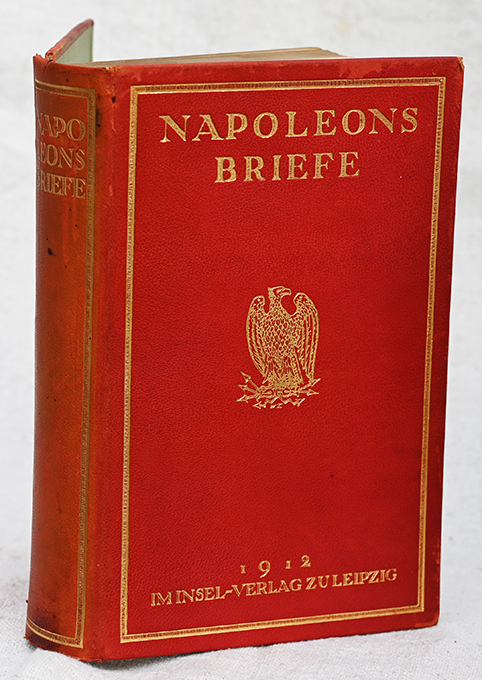 NAPO
LEONS
BRIEFE
NAPOLEONS
BRIEFE
1912
IM INSEL-VERLAG ZU LEIPZIG